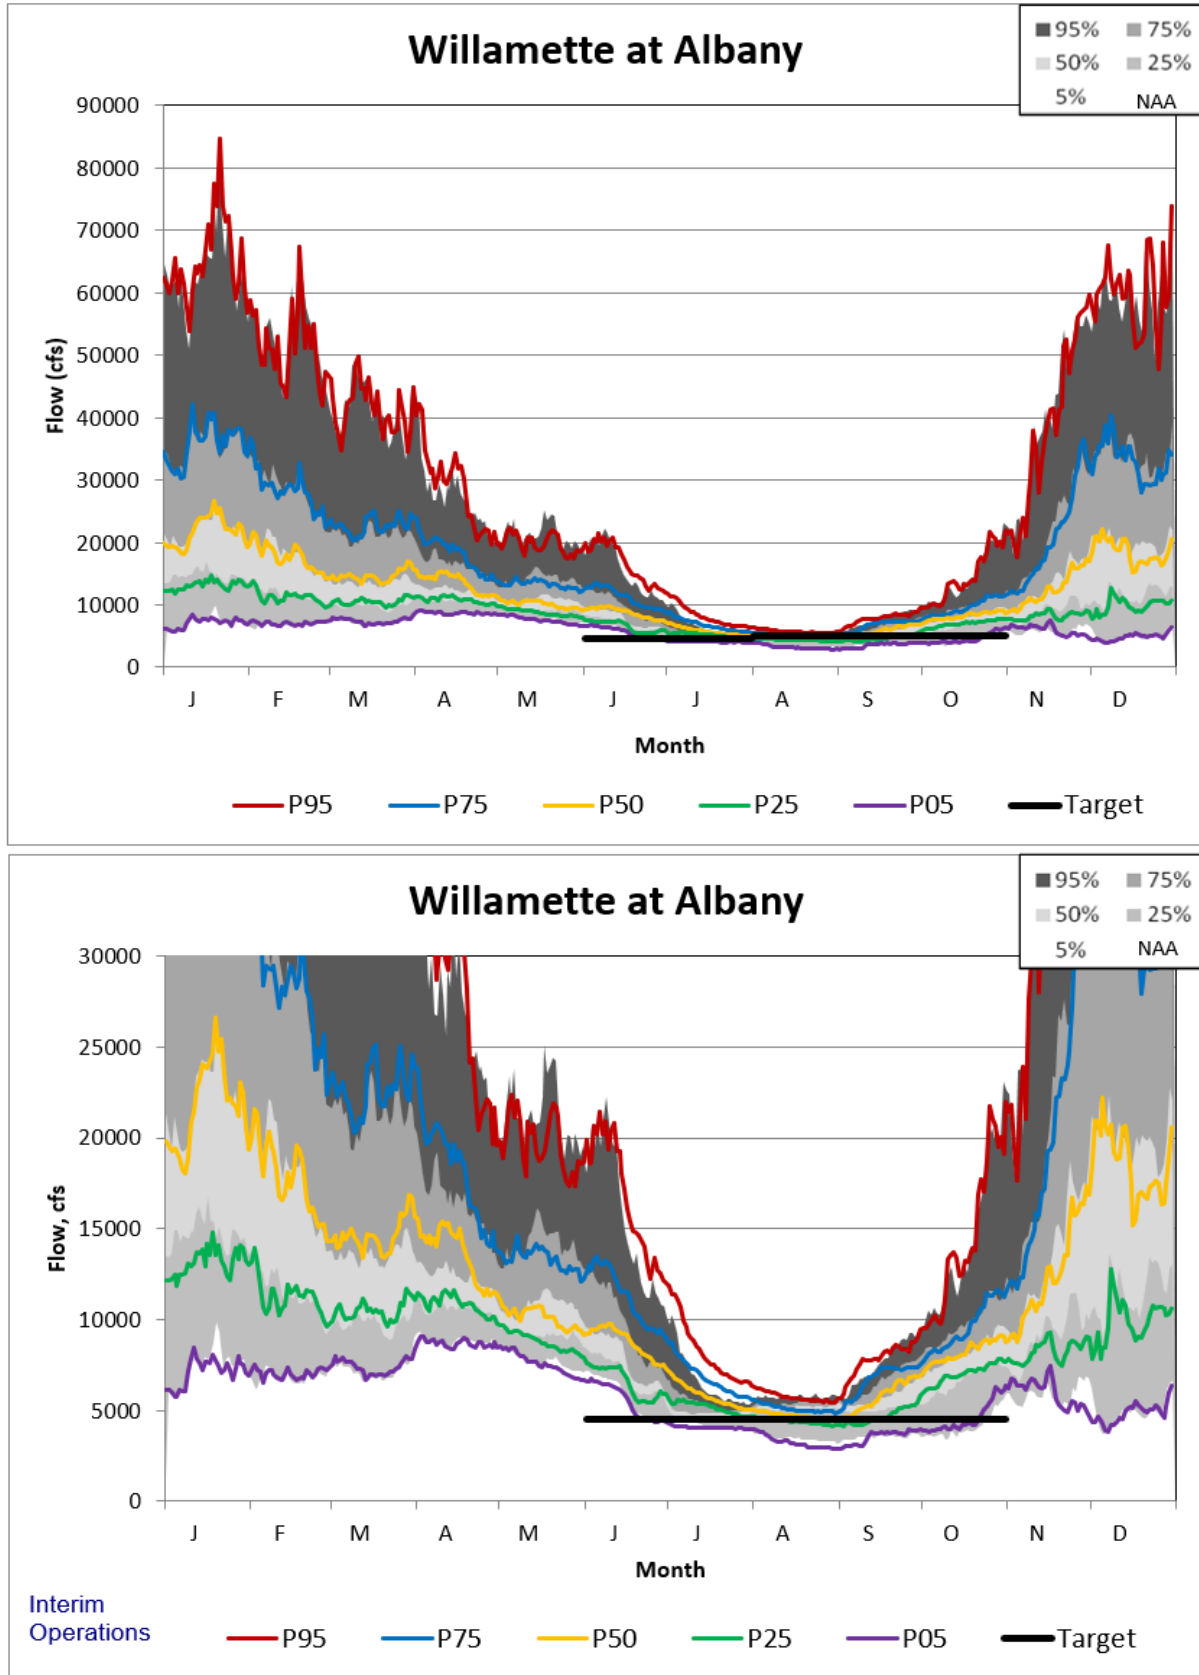 Willamette at Albany
95% 75%
50% 25%
5% NAA
90000
80000
70000
60000
50000
40000
30000
20000
10000
0
Flow (cfs)
J F M A M J J A S O N D
Month
P95 P75 P50 P25 P05 Target
Willamette at Albany
95% 75%
50% 25%
5% NAA
30000
25000
20000
15000
10000
5000
0
Flow, cfs
J F M A M J J A S O N D
Month
Interim
Operations
P95 P75 P50 P25 P05 Target